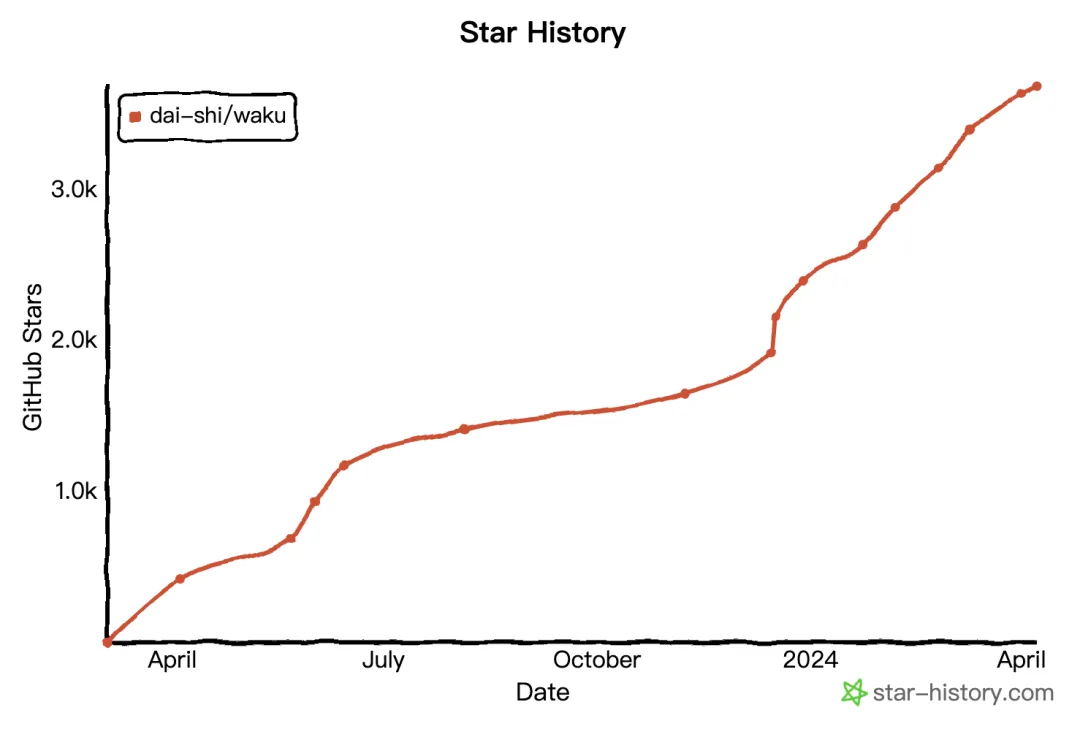 Star History
dai-shi/waku
3.0k
2.0k
1.0k
GitHub Stars
April
July
October
2024
April
Date
star-history.com